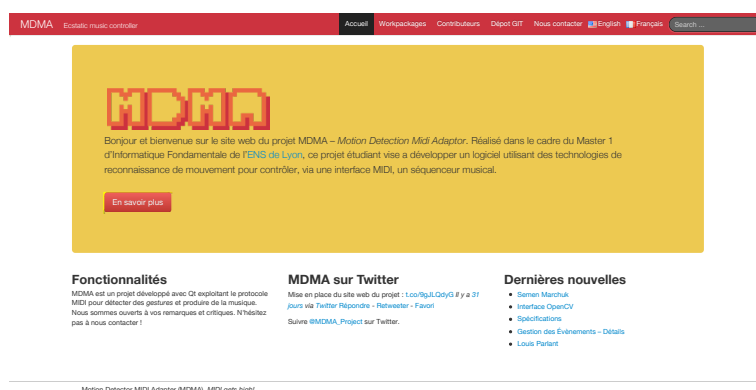 MDMA Ecstatic music controller Accueil Workpackages Contributeurs Dépot GIT Nous contacter English Français Search ...
MDMA
Bonjour et bienvenue sur le site web du projet MDMA – Motion Detection Midi Adaptor. Réalisé dans le cadre du Master 1
d'Informatique Fondamentale de l'ENS de Lyon, ce projet étudiant vise a développer un logiciel utilisant des technologies de
reconnaissance de mouvement pour contrôler, via une interface MIDI, un séquenceur musical.
En savoir plus
Fonctionnalités
MDMA est un projet développé avec Qt exploitant le protocole
MIDI pour détecter des gestures et produire de la musique.
Nous sommes ouverts à vos remarques et critiques. N'hésitez
pas à nous contacter !
MDMA sur Twitter
Mise en place du site web du projet : t.co/9gJLQdyG Il y a 31
jours via Twitter Répondre - Retweeter - Favori
Suivre @MDMA_Project sur Twitter.
Dernières nouvelles
Semen Marchuk
Interface OpenCV
Spécifications
Gestion des Évènements – Détails
Louis Parlant
Motion Detector MIDI Adapter (MDMA). MIDI gets high!